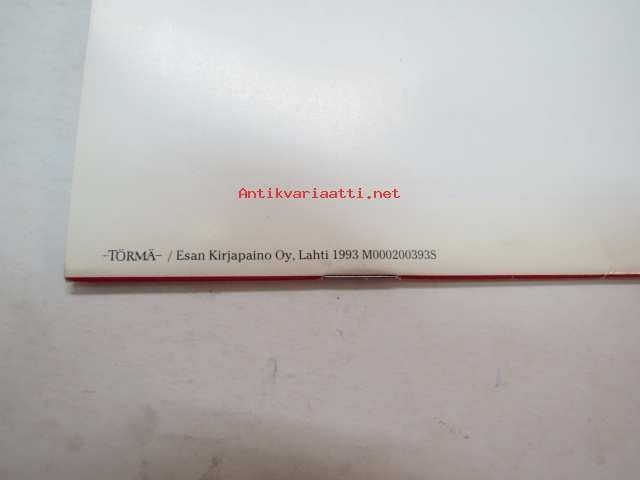 Antikvariaatti.net
-TÖRMÄ- / Esan Kirjapaino Oy, Lahti 1993 M000200393S